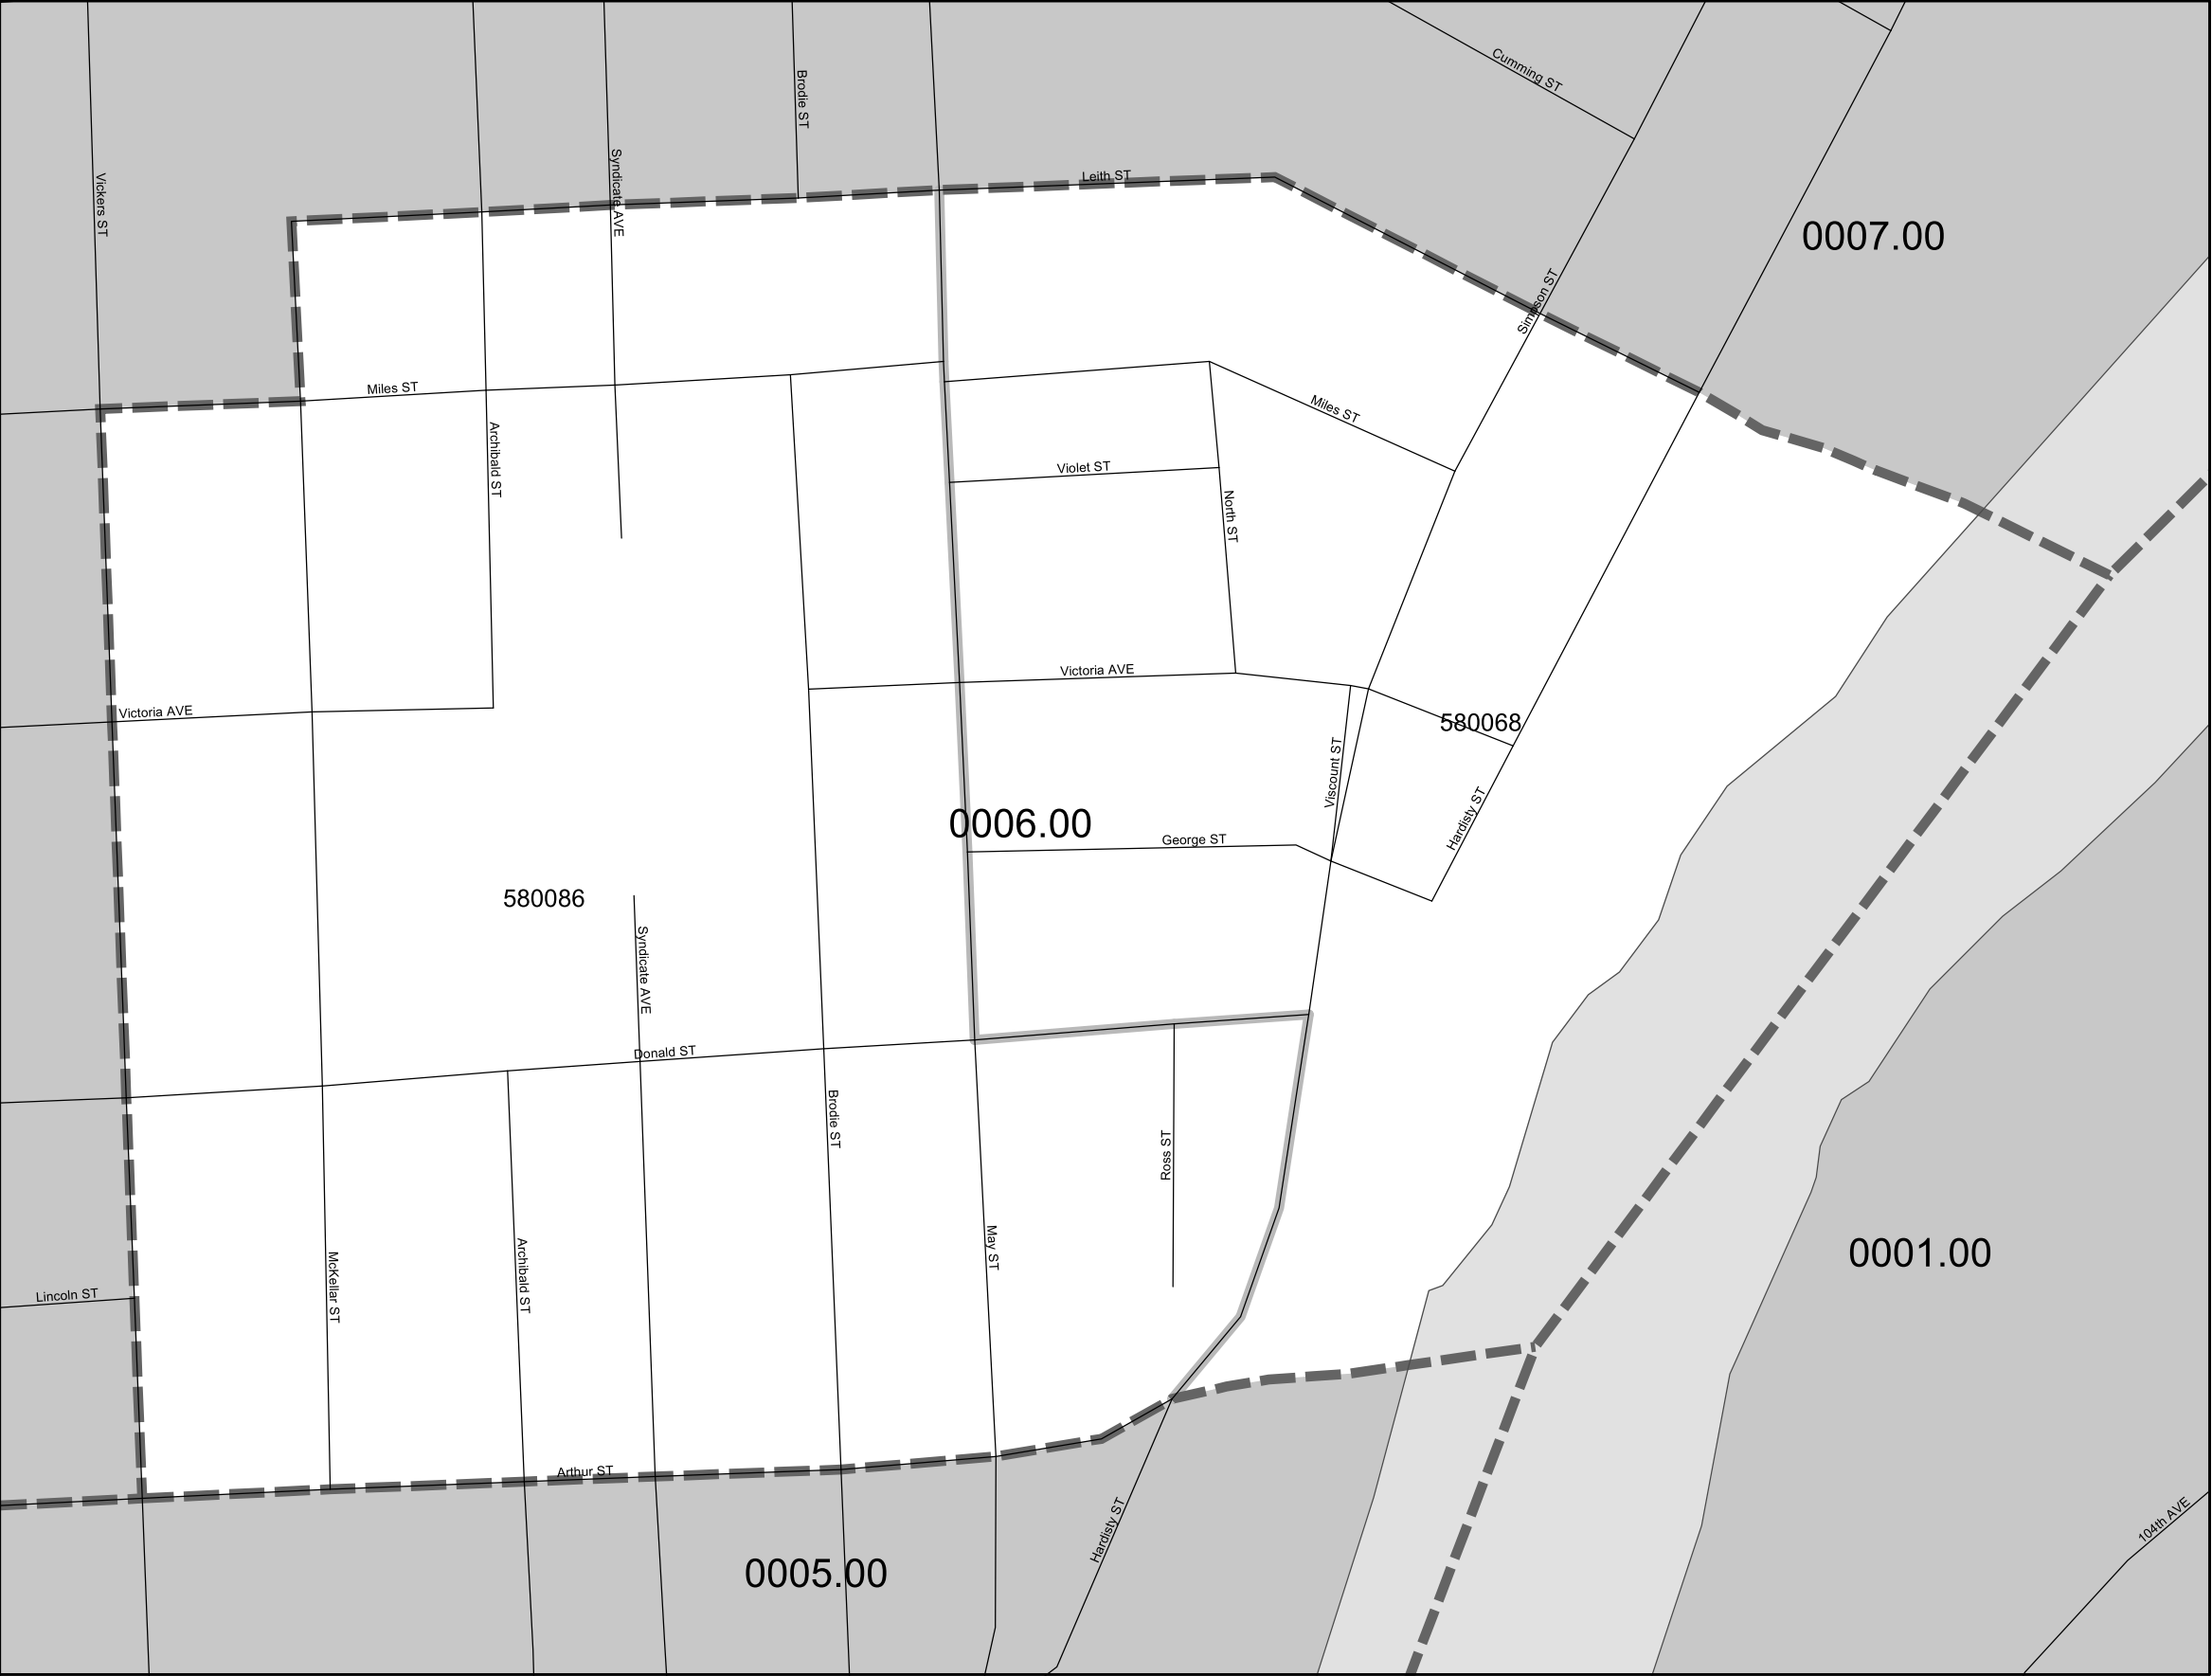 Cumming ST
Brodie ST
Syndicate AVE
Vickers ST
Leith ST
0007.00
Simpson ST
Miles ST
Miles ST
Archibald ST
Violet ST
North ST
Victoria AVE
Victoria AVE
580068
Viscount ST
Hardisty ST
0006.00
George ST
580086
Syndicate AVE
Donald ST
Brodie ST
Ross ST
May ST
0001.00
McKellar ST
Archibald ST
Lincoln ST
Arthur ST
Hardisty ST
104th AVE
0005.00